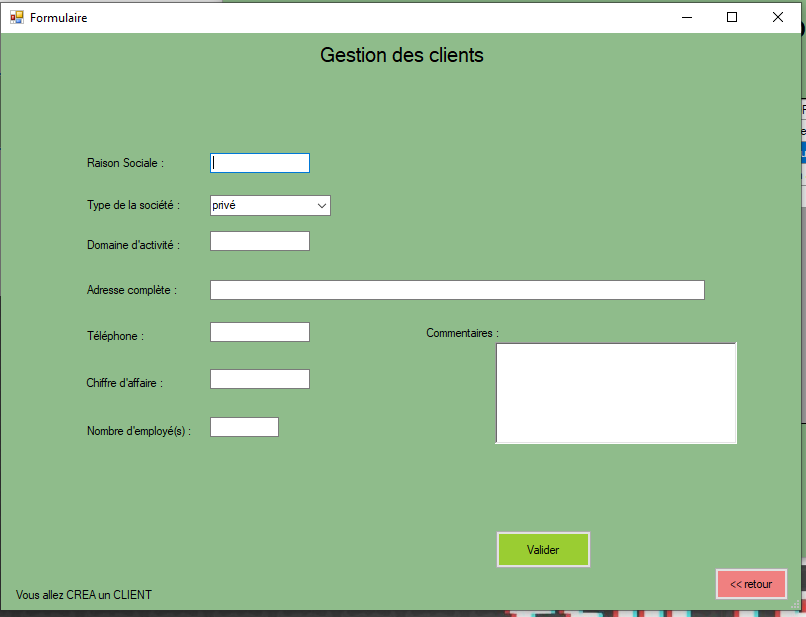 Formulaire
Gestion des clients
Raison Sociale :
Type de la société :
privé
Domaine d'activité :
Adresse complète :
Téléphone :
Commentaires :
Chiffre d'affaire :
Nombre d'employé(s) :
Valider
<< retour
Vous allez CREA un CLIENT